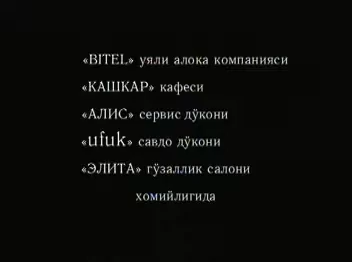 «BITEL» уяли алока компанияси
«КАШКАР» кафеси
«АЛИС» сервис дўкони
«ufuk» савдо дўкони
«ЭЛИТА» гўзаллик салони
хомийлигида